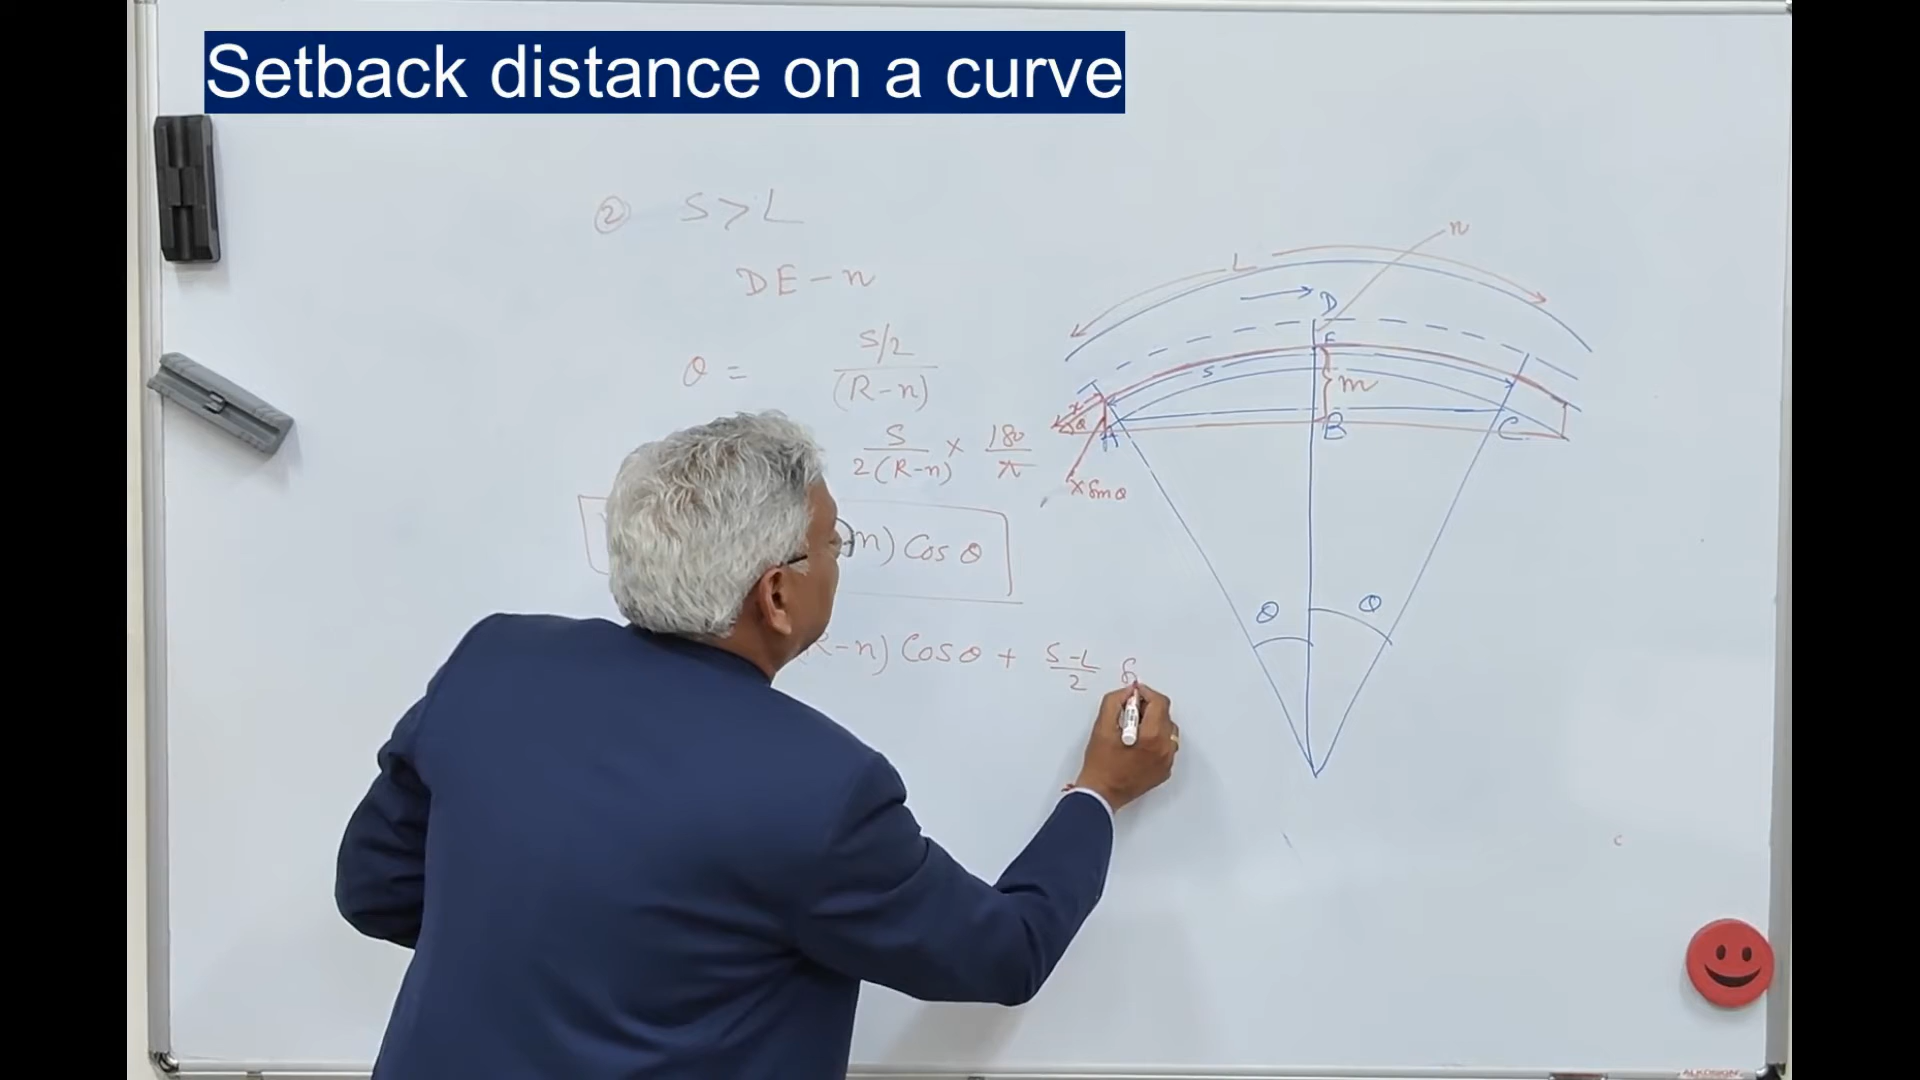 Setback distance on a curve
② S > L
DE - n
θ = S/2 / (R-n)
S / 2(R-n) × 180 / π
n) Cos θ
R-n) Cos θ + S-L / 2 S
n
L
D
E
S
m
x
θ
A
B
C
x Sin θ
θ
θ